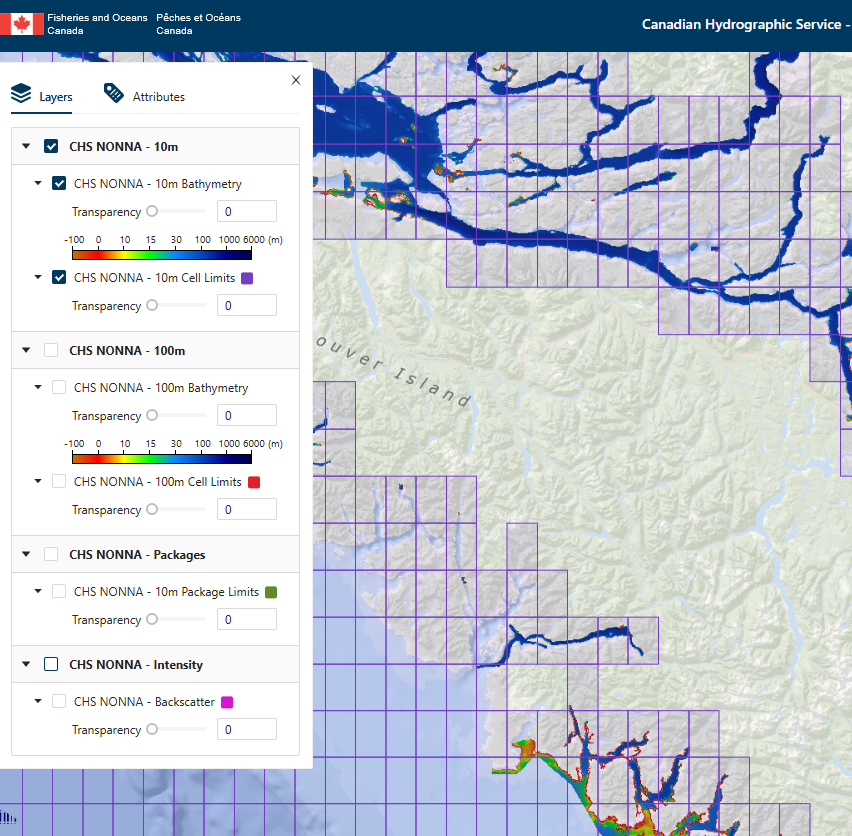 Fisheries and Oceans Canada
Pêches et Océans Canada
Canadian Hydrographic Service -
Layers
Attributes
CHS NONNA - 10m
CHS NONNA - 10m Bathymetry
Transparency 0
-100 0 10 15 30 100 1000 6000 (m)
CHS NONNA - 10m Cell Limits
Transparency 0
CHS NONNA - 100m
CHS NONNA - 100m Bathymetry
Transparency 0
-100 0 10 15 30 100 1000 6000 (m)
CHS NONNA - 100m Cell Limits
Transparency 0
CHS NONNA - Packages
CHS NONNA - 10m Package Limits
Transparency 0
CHS NONNA - Intensity
CHS NONNA - Backscatter
Transparency 0
ouver Island